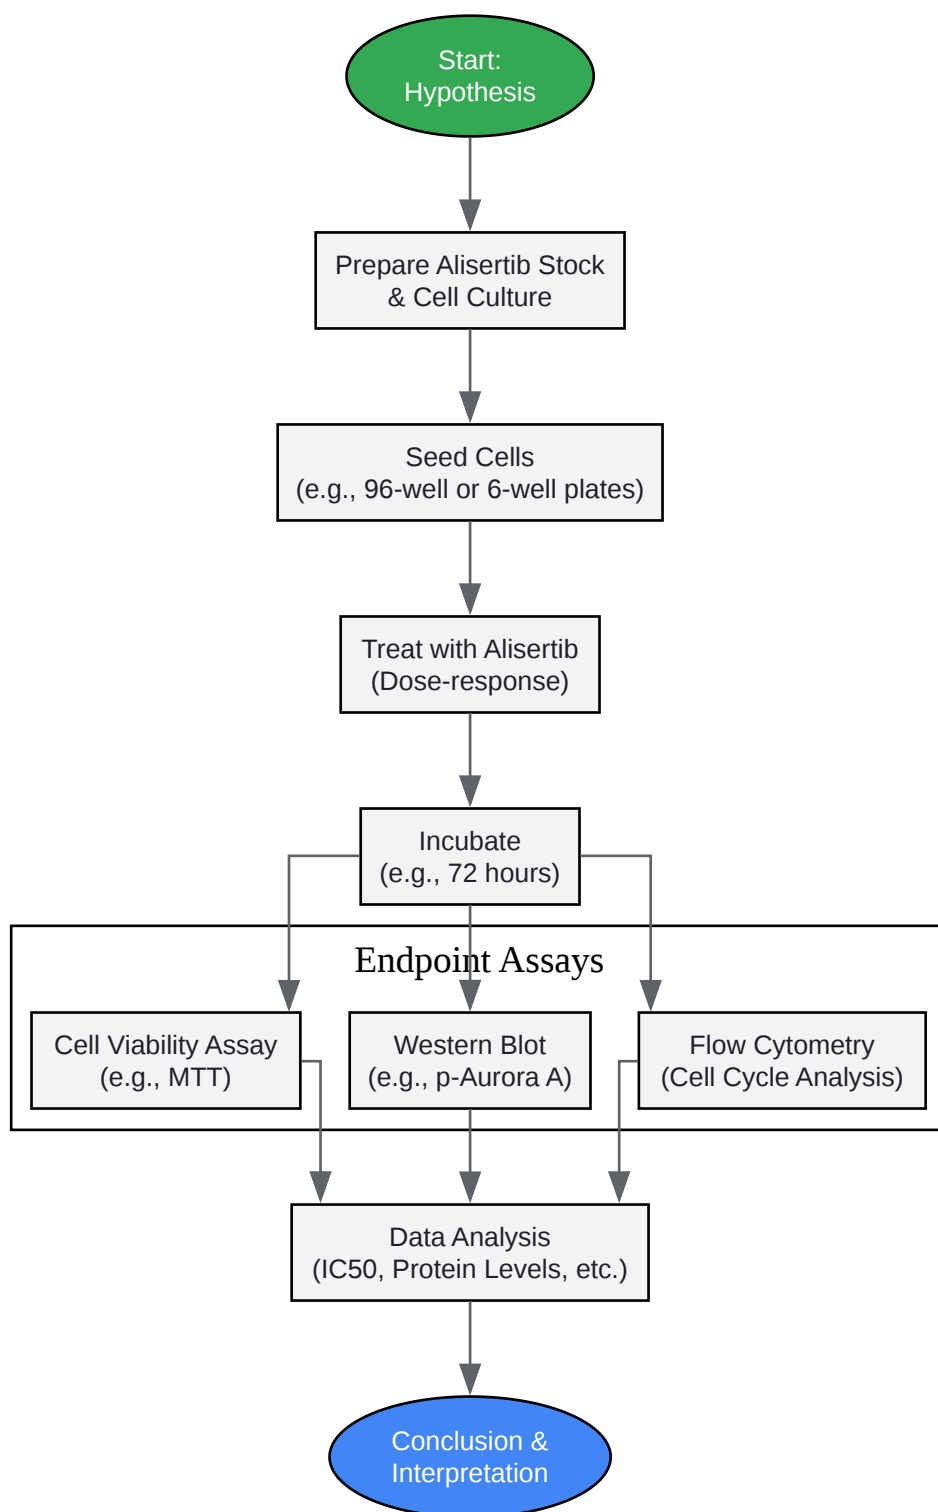 Start:
Hypothesis
Prepare Alisertib Stock
& Cell Culture
Seed Cells
(e.g., 96-well or 6-well plates)
Treat with Alisertib
(Dose-response)
Incubate
(e.g., 72 hours)
Endpoint Assays
Cell Viability Assay
(e.g., MTT)
Western Blot
(e.g., p-Aurora A)
Flow Cytometry
(Cell Cycle Analysis)
Data Analysis
(IC50, Protein Levels, etc.)
Conclusion &
Interpretation